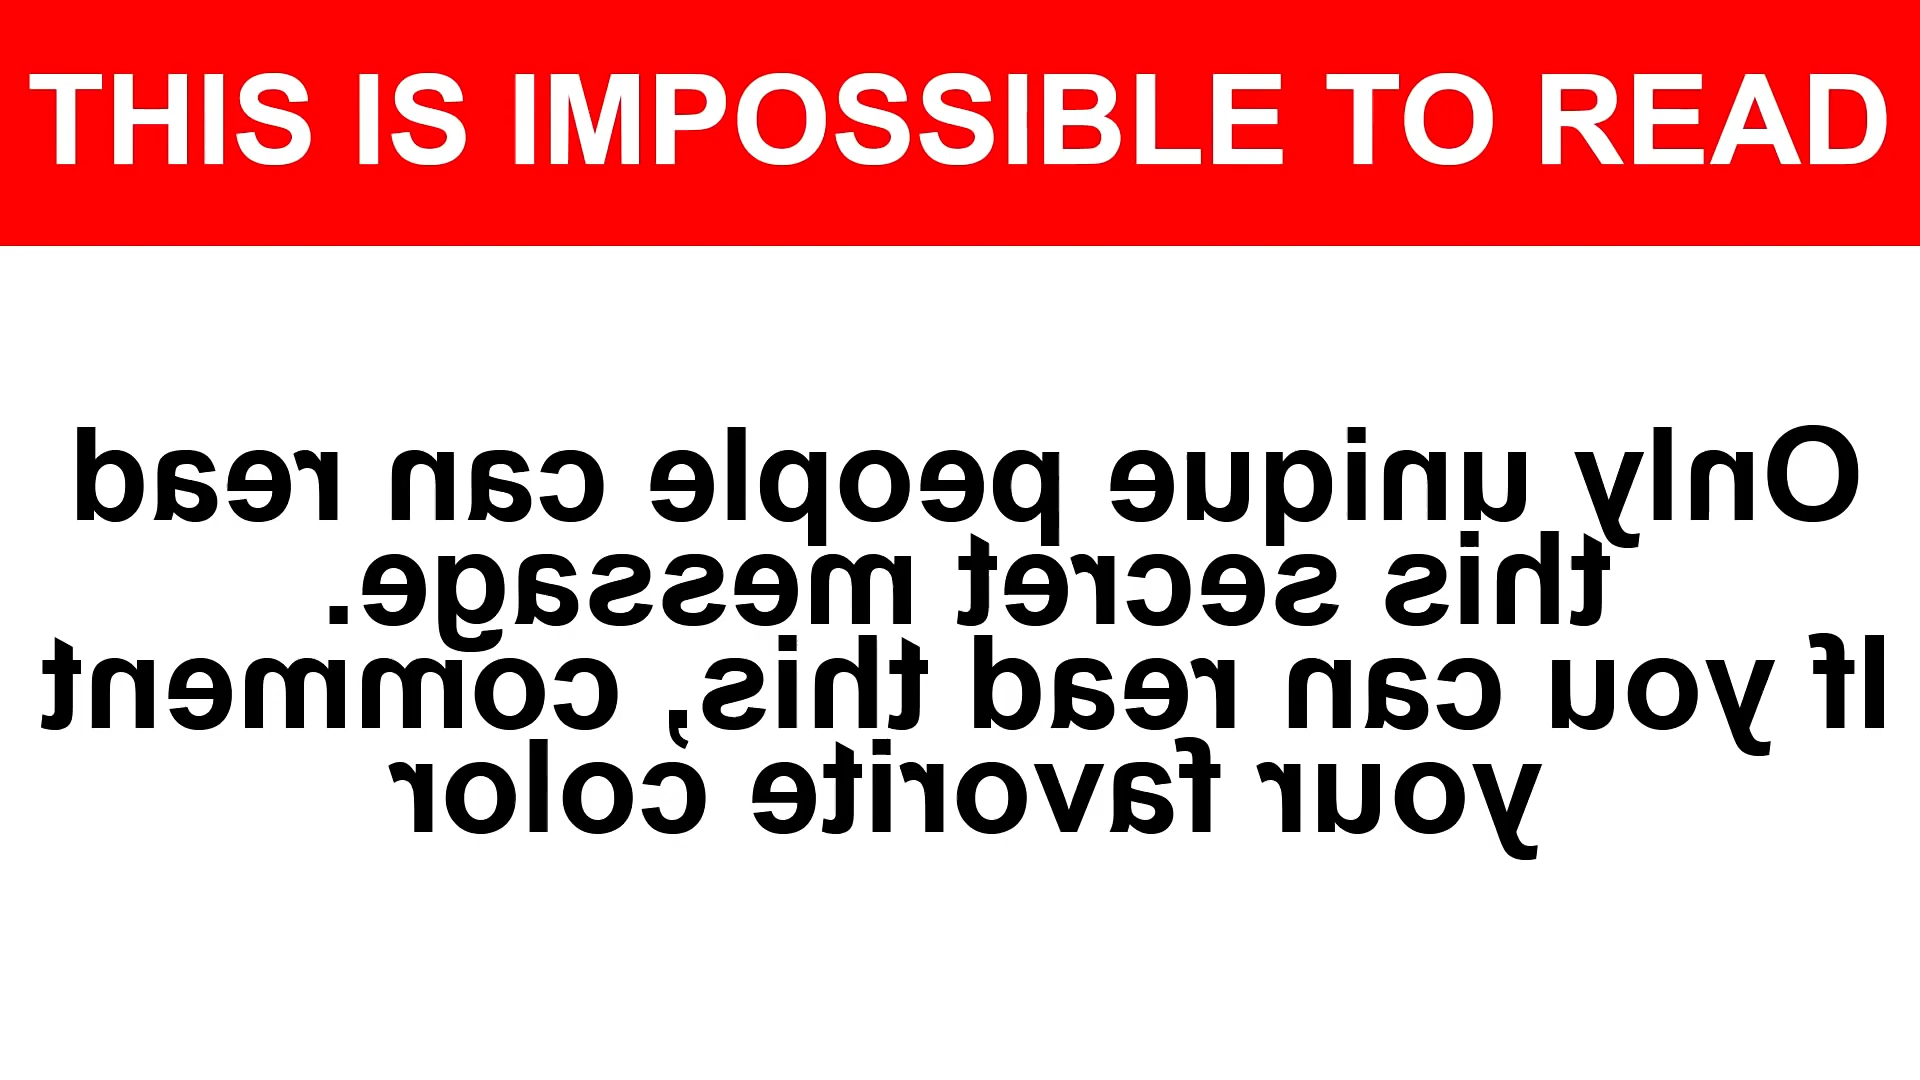 THIS IS IMPOSSIBLE TO READ
Only unique people can read
this secret message.
If you can read this, comment
your favorite color